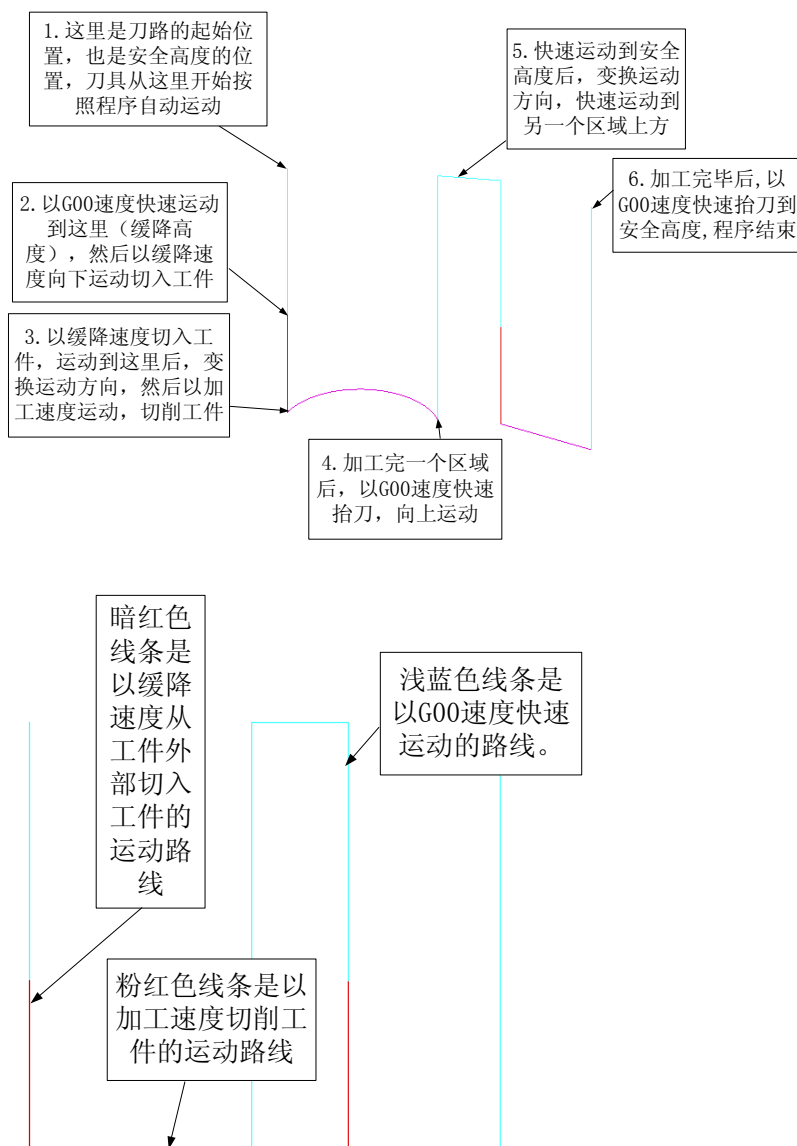 1.这里是刀路的起始位
置，也是安全高度的位
置，刀具从这里开始按
照程序自动运动
5.快速运动到安全
高度后，变换运动
方向，快速运动到
另一个区域上方
6.加工完毕后,以
G00速度快速抬刀到
安全高度,程序结束
2.以G00速度快速运动
到这里（缓降高
度），然后以缓降速
度向下运动切入工件
3.以缓降速度切入工
件，运动到这里后，变
换运动方向，然后以加
工速度运动，切削工件
4.加工完一个区域
后，以G00速度快速
抬刀，向上运动
暗红色
线条是
以缓降
速度从
工件外
部切入
工件的
运动路
线
浅蓝色线条是
以G00速度快速
运动的路线。
粉红色线条是以
加工速度切削工
件的运动路线